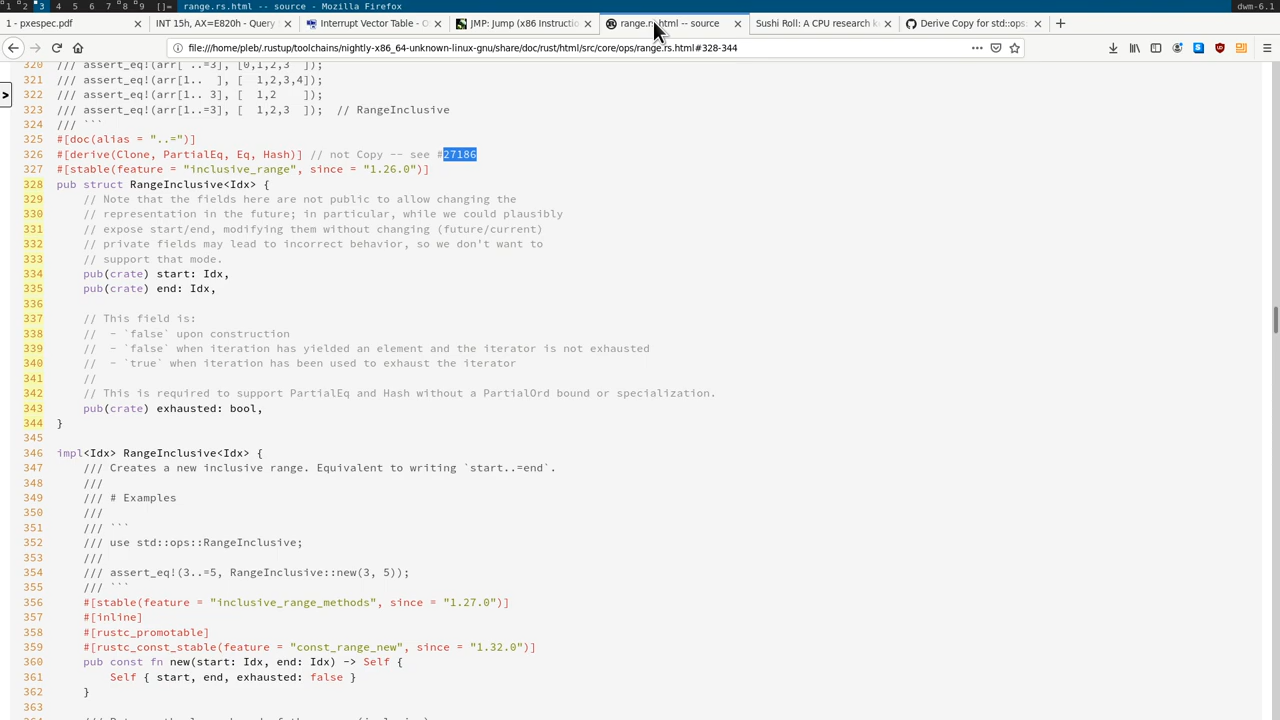 1 2 3 4 5 6 7 8 9 []= range.rs.html -- source - Mozilla Firefox dwm-6.1
1 - pxespec.pdf INT 15h, AX=E820h - Query Interrupt Vector Table - O JMP: Jump (x86 Instructio range.rs.html -- source Sushi Roll: A CPU research k Derive Copy for std::ops:
file:///home/pleb/.rustup/toolchains/nightly-x86_64-unknown-linux-gnu/share/doc/rust/html/src/core/ops/range.rs.html#328-344
320 /// assert_eq!(arr[ ..=3], [0,1,2,3  ]);
321 /// assert_eq!(arr[1..  ], [  1,2,3,4]);
322 /// assert_eq!(arr[1.. 3], [  1,2    ]);
323 /// assert_eq!(arr[1..=3], [  1,2,3  ]);  // RangeInclusive
324 /// ```
325 #[doc(alias = "..=")]
326 #[derive(Clone, PartialEq, Eq, Hash)] // not Copy -- see #27186
327 #[stable(feature = "inclusive_range", since = "1.26.0")]
328 pub struct RangeInclusive<Idx> {
329     // Note that the fields here are not public to allow changing the
330     // representation in the future; in particular, while we could plausibly
331     // expose start/end, modifying them without changing (future/current)
332     // private fields may lead to incorrect behavior, so we don't want to
333     // support that mode.
334     pub(crate) start: Idx,
335     pub(crate) end: Idx,
336
337     // This field is:
338     //  - `false` upon construction
339     //  - `false` when iteration has yielded an element and the iterator is not exhausted
340     //  - `true` when iteration has been used to exhaust the iterator
341     //
342     // This is required to support PartialEq and Hash without a PartialOrd bound or specialization.
343     pub(crate) exhausted: bool,
344 }
345
346 impl<Idx> RangeInclusive<Idx> {
347     /// Creates a new inclusive range. Equivalent to writing `start..=end`.
348     ///
349     /// # Examples
350     ///
351     /// ```
352     /// use std::ops::RangeInclusive;
353     ///
354     /// assert_eq!(3..=5, RangeInclusive::new(3, 5));
355     /// ```
356     #[stable(feature = "inclusive_range_methods", since = "1.27.0")]
357     #[inline]
358     #[rustc_promotable]
359     #[rustc_const_stable(feature = "const_range_new", since = "1.32.0")]
360     pub const fn new(start: Idx, end: Idx) -> Self {
361         Self { start, end, exhausted: false }
362     }
363